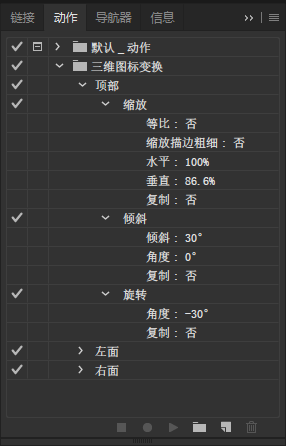 链接 动作 导航器 信息
默认_动作
三维图标变换
顶部
缩放
等比：否
缩放描边粗细：否
水平：100%
垂直：86.6%
复制：否
倾斜
倾斜：30°
角度：0°
复制：否
旋转
角度：-30°
复制：否
左面
右面